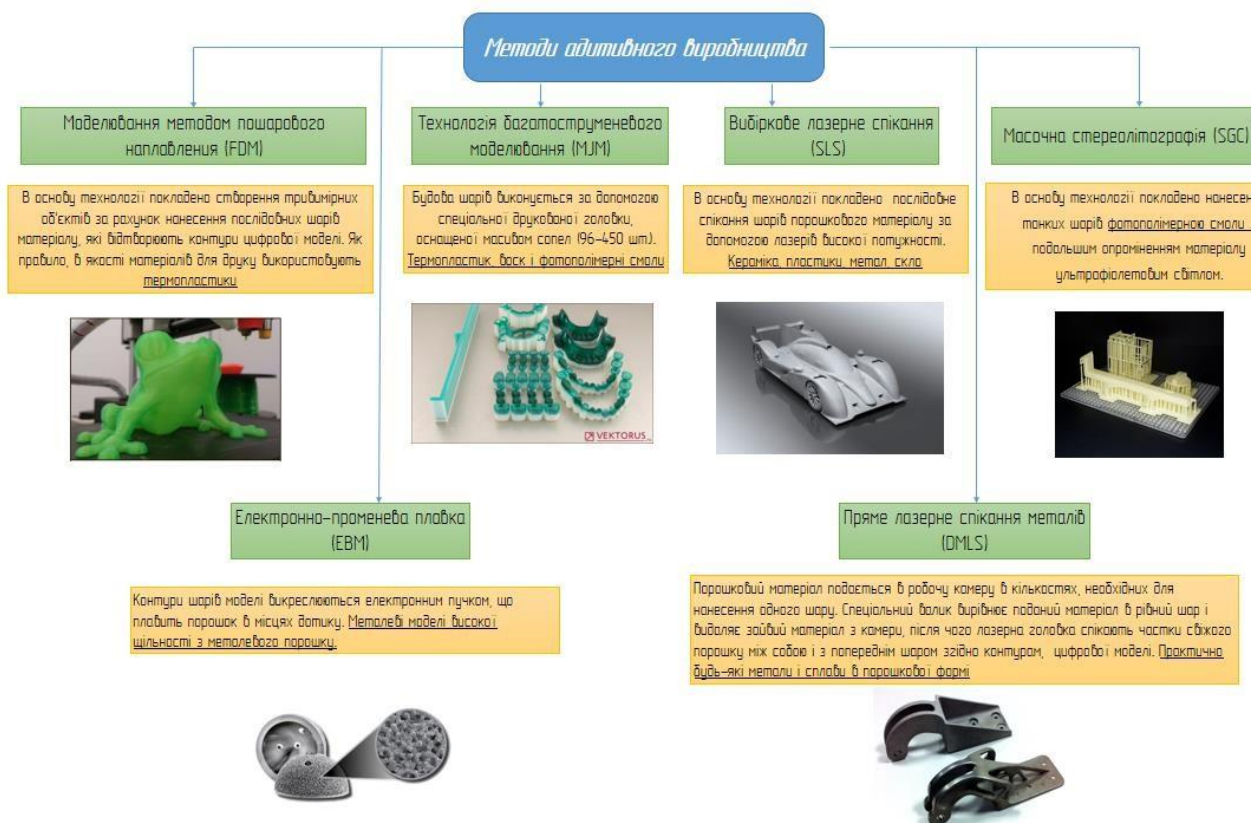 Методи адитивного виробництва
Моделювання методом пошарового
наплавлення (FDM)
В основу технології покладено створення тривимірних
об'єктів за рахунок нанесення послідовних шарів
матеріалу, які відтворюють контури цифрової моделі. Як
правило, в якості матеріалів для друку використовують
термопластики
Технологія багатоструменевого
моделювання (MJM)
Будова шарів виконується за допомогою
спеціальної друкованої головки,
оснащеної масивом сопел (96-450 шт.).
Термопластик, воск і фотополімерні смоли
VEKTORUS
Вибіркове лазерне спікання
(SLS)
В основу технології покладено послідовне
спікання шарів порошкового матеріалу за
допомогою лазерів високої потужності.
Кераміка, пластики, метал, скло
Масочна стереолітографія (SGC)
В основу технології покладено нанесен
тонких шарів фотополімерною смоли
подальшим опроміненням матеріалу
ультрафіолетовим світлом.
Електронно-променева плавка
(EBM)
Контури шарів моделі викреслюються електронним пучком, що
плавить порошок в місцях дотику. Металеві моделі високої
щільності з металевого порошку.
Пряме лазерне спікання металів
(DMLS)
Порошковий матеріал подається в робочу камеру в кількостях, необхідних для
нанесення одного шару. Спеціальний валик вирівнює поданий матеріал в рівний шар і
видаляє зайвий матеріал з камери, після чого лазерна головка спікають частки свіжого
порошку між собою і з попереднім шаром згідно контурам, цифрової моделі. Практично
будь-які метали і сплави в порошкової формі